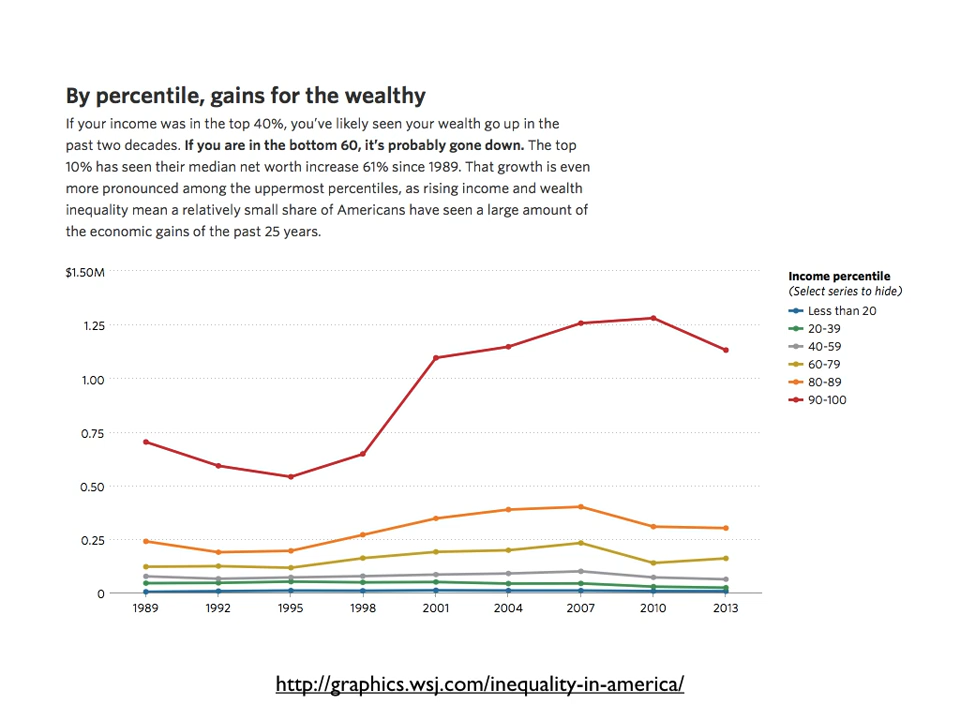 By percentile, gains for the wealthy
If your income was in the top 40%, you've likely seen your wealth go up in the
past two decades. If you are in the bottom 60, it's probably gone down. The top
10% has seen their median net worth increase 61% since 1989. That growth is even
more pronounced among the uppermost percentiles, as rising income and wealth
inequality mean a relatively small share of Americans have seen a large amount of
the economic gains of the past 25 years.
$1.50M
1.25
1.00
0.75
0.50
0.25
0
1989 1992 1995 1998 2001 2004 2007 2010 2013
Income percentile
(Select series to hide)
Less than 20
20-39
40-59
60-79
80-89
90-100
http://graphics.wsj.com/inequality-in-america/